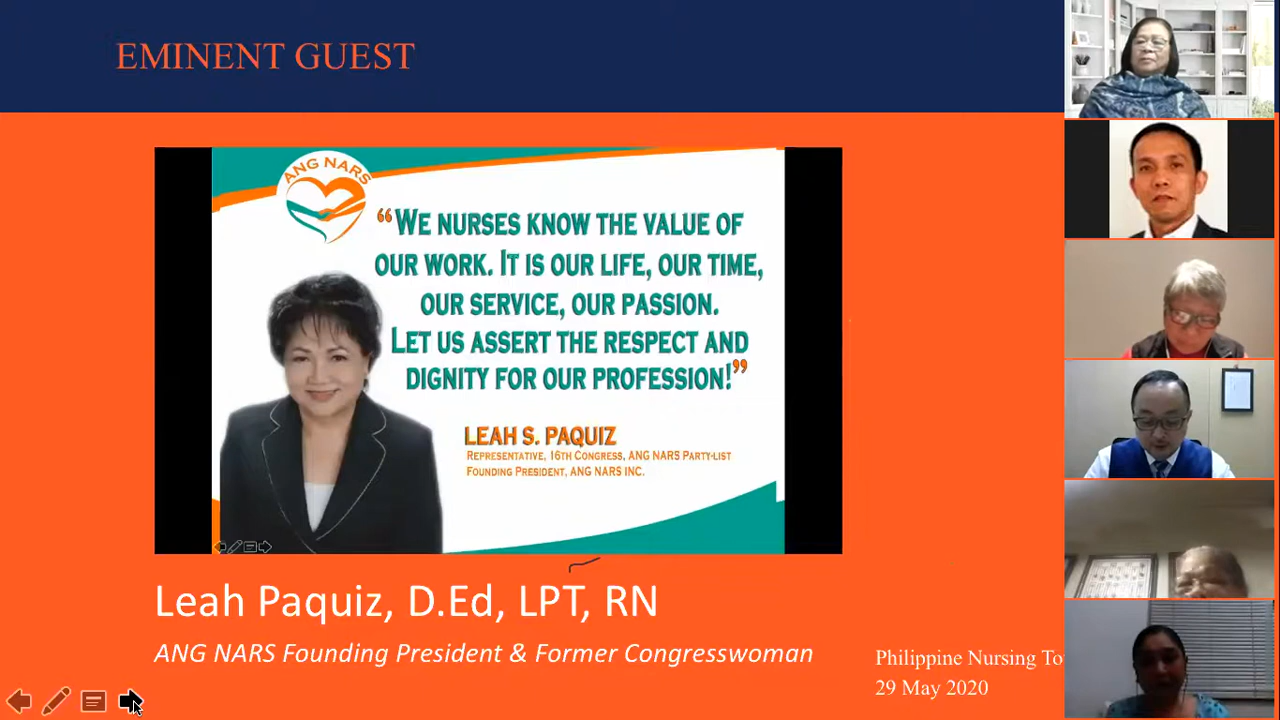 EMINENT GUEST
ANG NARS
“WE NURSES KNOW THE VALUE OF
OUR WORK. IT IS OUR LIFE, OUR TIME,
OUR SERVICE, OUR PASSION.
LET US ASSERT THE RESPECT AND
DIGNITY FOR OUR PROFESSION!”
LEAH S. PAQUIZ
REPRESENTATIVE, 16TH CONGRESS, ANG NARS PARTY-LIST
FOUNDING PRESIDENT, ANG NARS INC.
Leah Paquiz, D.Ed, LPT, RN
ANG NARS Founding President & Former Congresswoman
Philippine Nursing To
29 May 2020